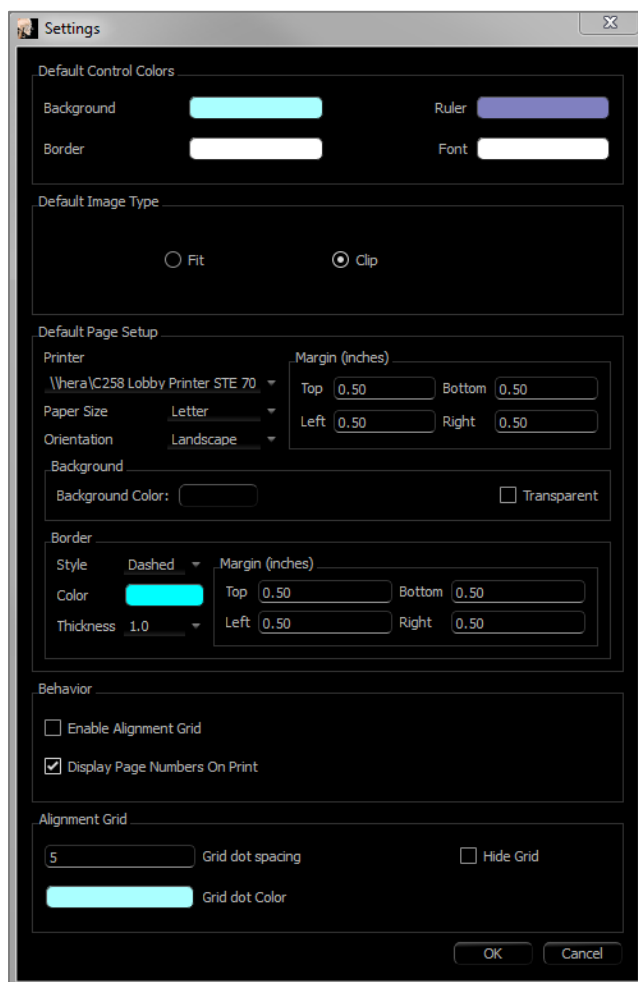 Settings
Default Control Colors
Background Ruler
Border Font
Default Image Type
Fit Clip
Default Page Setup
Printer Margin (inches)
\\hera\C258 Lobby Printer STE 70 Top 0.50 Bottom 0.50
Paper Size Letter Left 0.50 Right 0.50
Orientation Landscape
Background
Background Color: Transparent
Border
Style Dashed Margin (inches)
Color Top 0.50 Bottom 0.50
Thickness 1.0 Left 0.50 Right 0.50
Behavior
Enable Alignment Grid
Display Page Numbers On Print
Alignment Grid
5 Grid dot spacing Hide Grid
Grid dot Color
OK Cancel